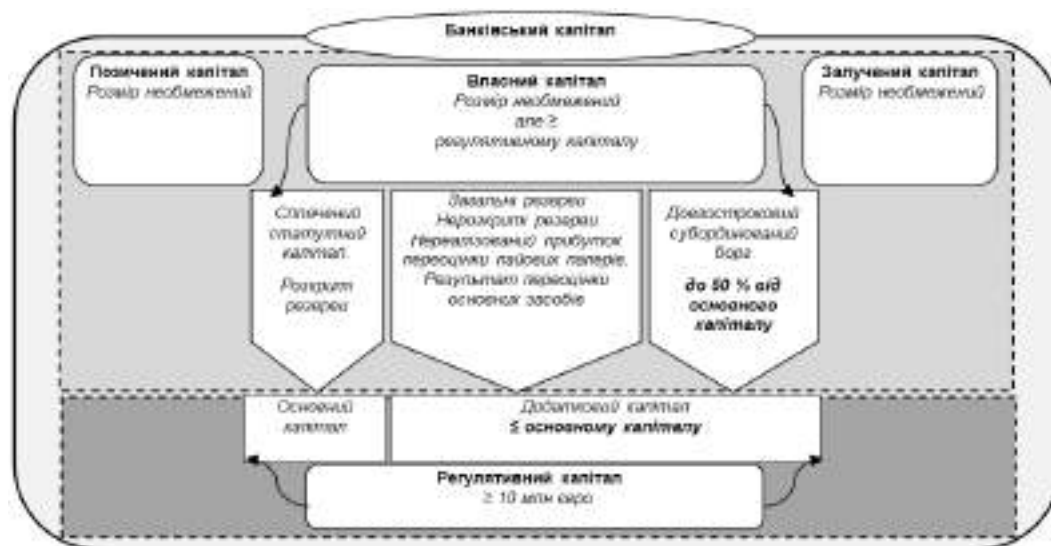 Банківський капітал
Позичений капітал
Розмір необмежений
Власний капітал
Розмір необмежений
але ≥
регулятивному капіталу
Залучений капітал
Розмір необмежений
Сплачений
статутний
капітал.
Розкриті
резерви
Загальні резерви
Нерозкриті резерви
Нереалізований прибуток
переоцінки пайових паперів.
Результат переоцінки
основних засобів
Довгостроковий
субординований
борг
до 50 % від
основного
капіталу
Основний
капітал
Додатковий капітал
≤ основному капіталу
Регулятивний капітал
≥ 10 млн євро